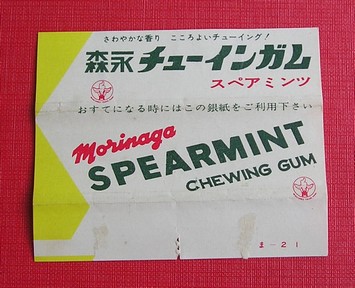 さわやかな香り こころよいチューイング!
森永チューインガム
スペアミンツ
おすてになる時にはこの銀紙をご利用下さい
Morinaga
SPEARMINT
CHEWING GUM
ま-21